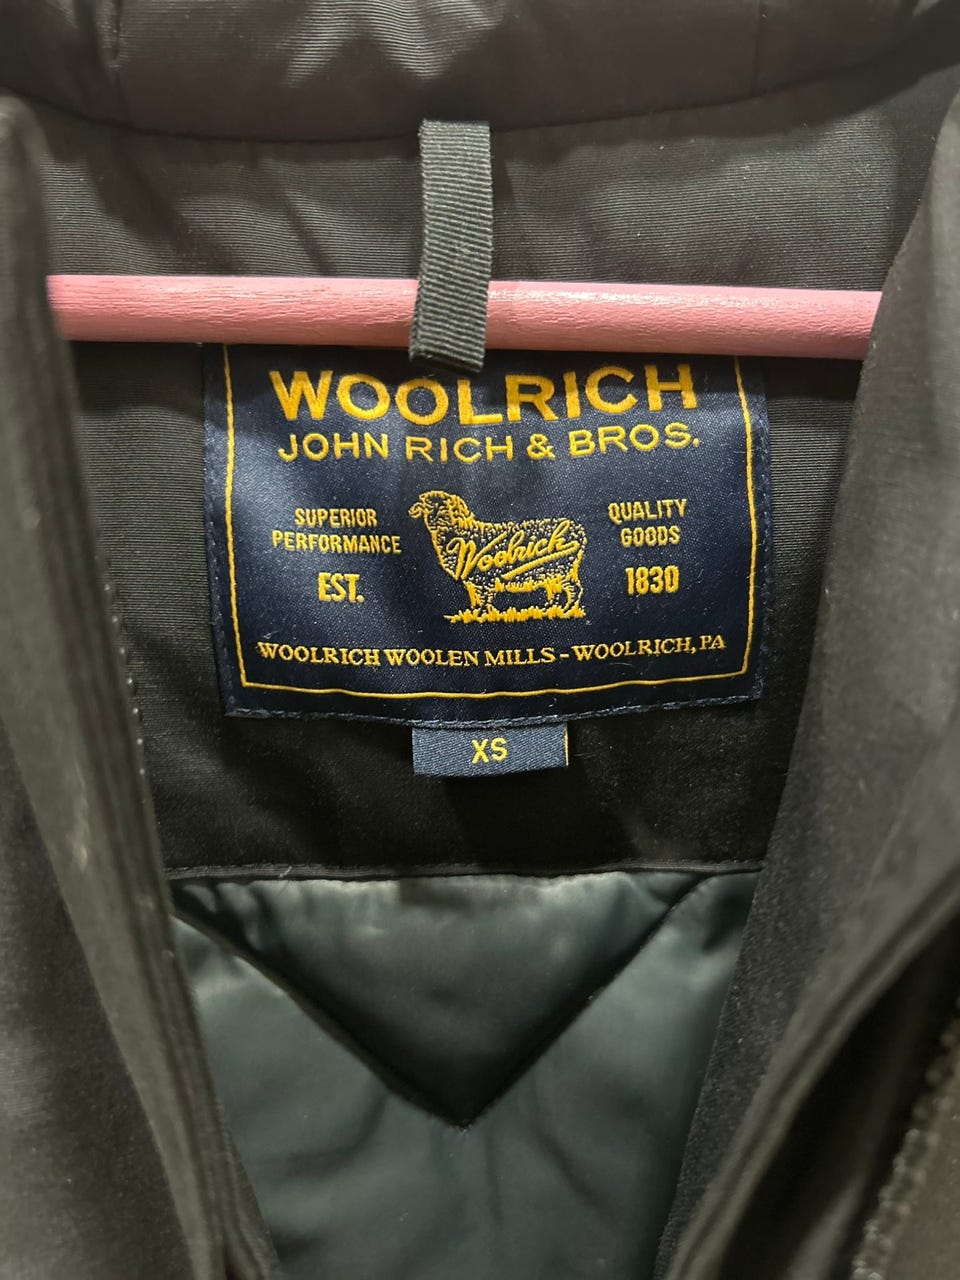 WOOLRICH
JOHN RICH & BROS.
SUPERIOR
PERFORMANCE
EST.
Woolrich
QUALITY
GOODS
1830
WOOLRICH WOOLEN MILLS - WOOLRICH, PA
XS